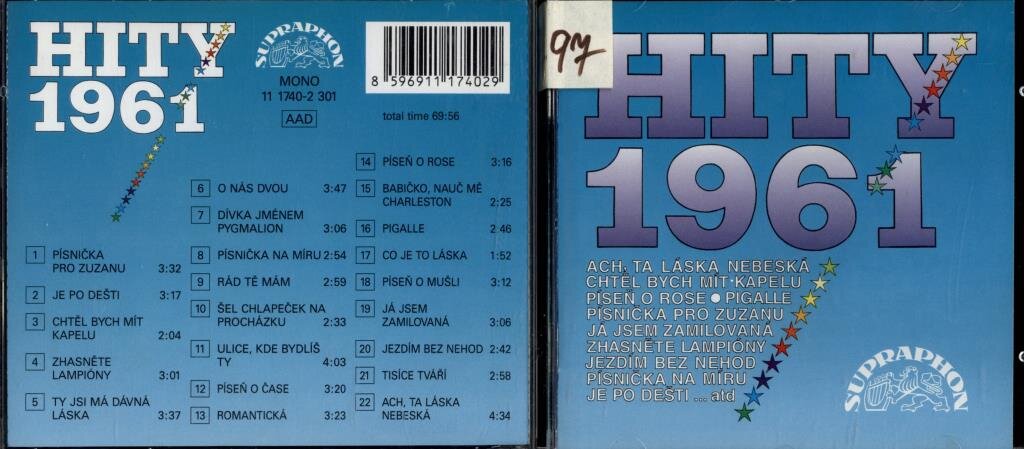 HITY
1961
SUPRAPHON
MONO
11 1740-2 301
AAD
8 596911 174029
total time 69:56
1 PÍSNIČKA
PRO ZUZANU 3:32
2 JE PO DEŠTI 3:17
3 CHTĚL BYCH MÍT
KAPELU 2:04
4 ZHASNĚTE
LAMPIÓNY 3:01
5 TY JSI MÁ DÁVNÁ
LÁSKA 3:37
6 O NÁS DVOU 3:47
7 DÍVKA JMÉNEM
PYGMALION 3:06
8 PÍSNIČKA NA MÍRU 2:54
9 RÁD TĚ MÁM 2:59
10 ŠEL CHLAPEČEK NA
PROCHÁZKU 2:33
11 ULICE, KDE BYDLÍŠ
TY 4:03
12 PÍSEŇ O ČASE 3:20
13 ROMANTICKÁ 3:23
14 PÍSEŇ O ROSE 3:16
15 BABIČKO, NAUČ MĚ
CHARLESTON 2:25
16 PIGALLE 2:46
17 CO JE TO LÁSKA 1:52
18 PÍSEŇ O MUŠLI 3:12
19 JÁ JSEM
ZAMILOVANÁ 3:06
20 JEZDÍM BEZ NEHOD 2:42
21 TISÍCE TVÁŘÍ 2:58
22 ACH, TA LÁSKA
NEBESKÁ 4:34
97
HITY
1961
ACH, TA LÁSKA NEBESKÁ
CHTĚL BYCH MÍT KAPELU
PÍSEŇ O ROSE • PIGALLE
PÍSNIČKA PRO ZUZANU
JÁ JSEM ZAMILOVANÁ
ZHASNĚTE LAMPIÓNY
JEZDÍM BEZ NEHOD
PÍSNIČKA NA MÍRU
JE PO DEŠTI ... atd
SUPRAPHON